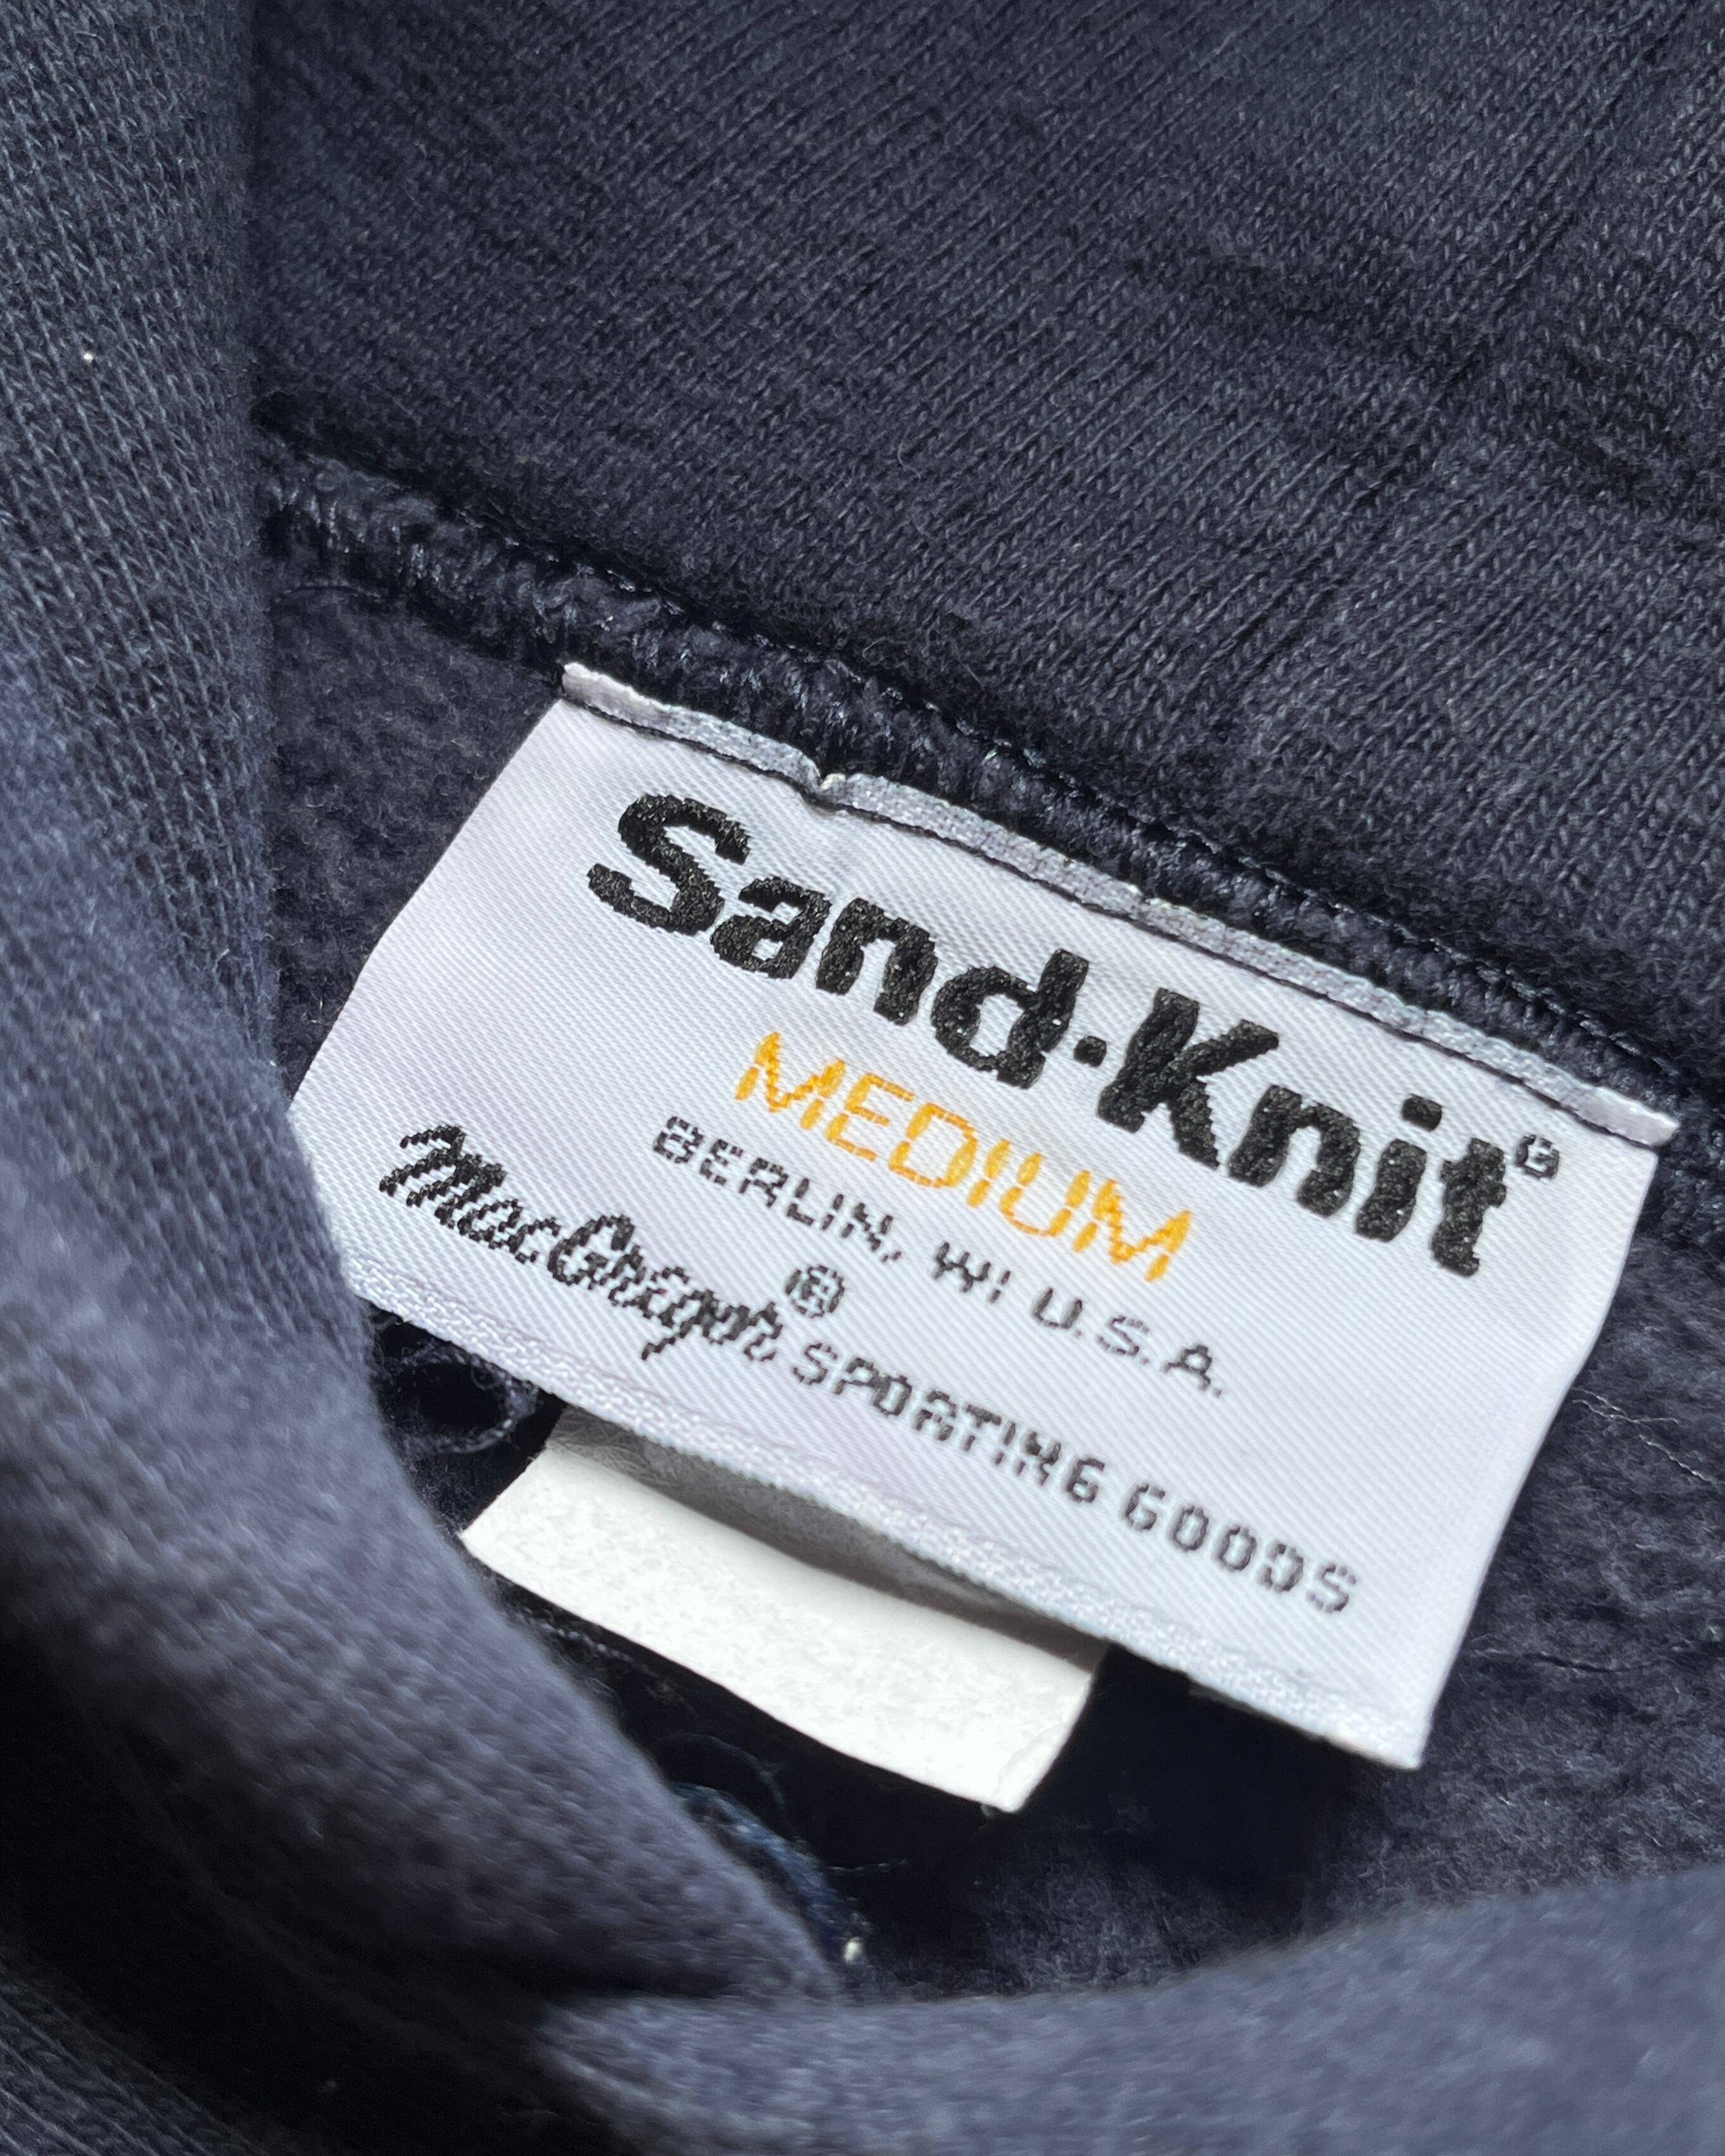 Sand·Knit®
MEDIUM
BERLIN, WI U.S.A.
MacGregor® SPORTING GOODS